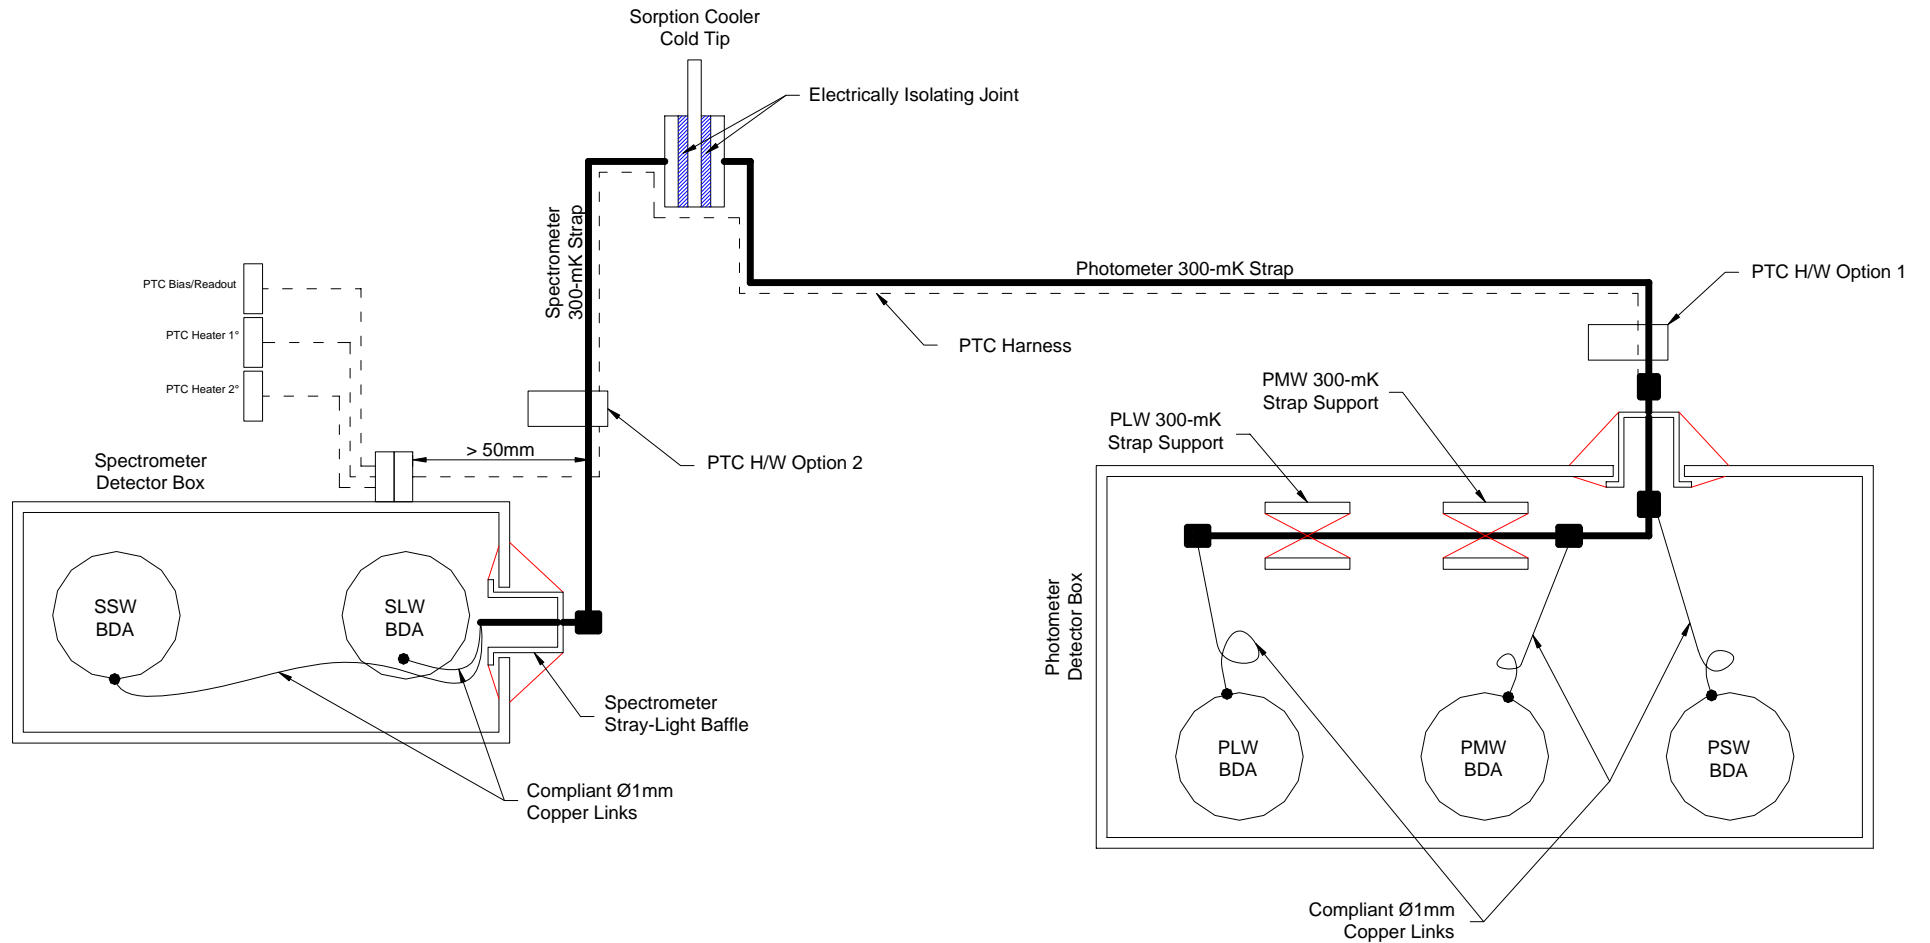 Sorption Cooler
Cold Tip
Electrically Isolating Joint
Spectrometer
300-mK Strap
Photometer 300-mK Strap
PTC H/W Option 1
PTC Bias/Readout
PTC Heater 1°
PTC Heater 2°
PTC Harness
PMW 300-mK
Strap Support
PLW 300-mK
Strap Support
> 50mm
PTC H/W Option 2
Spectrometer
Detector Box
SSW
BDA
SLW
BDA
Photometer
Detector Box
Spectrometer
Stray-Light Baffle
PLW
BDA
PMW
BDA
PSW
BDA
Compliant Ø1mm
Copper Links
Compliant Ø1mm
Copper Links